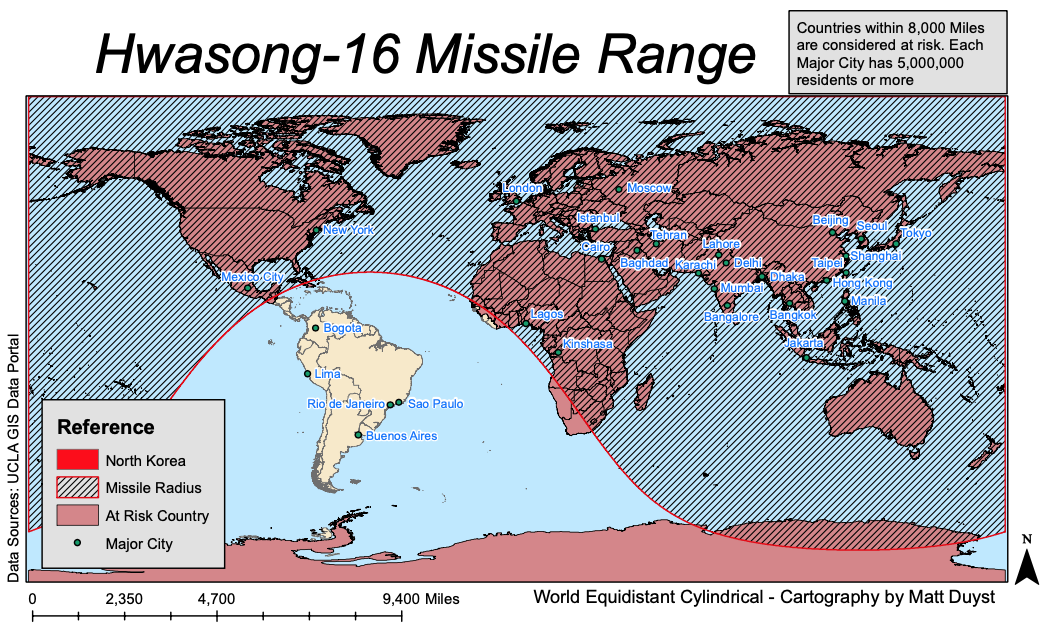 Hwasong-16 Missile Range
Countries within 8,000 Miles
are considered at risk. Each
Major City has 5,000,000
residents or more
London
Moscow
Istanbul
New York
Beijing
Seoul
Tokyo
Tehran
Lahore
Cairo
Baghdad
Karachi
Delhi
Shanghai
Taipei
Mexico City
Dhaka
Hong Kong
Mumbai
Manila
Bangalore
Bangkok
Lagos
Bogota
Kinshasa
Jakarta
Lima
Rio de Janeiro
Sao Paulo
Buenos Aires
Data Sources: UCLA GIS Data Portal
Reference
North Korea
Missile Radius
At Risk Country
Major City
N
0 2,350 4,700 9,400 Miles
World Equidistant Cylindrical - Cartography by Matt Duyst